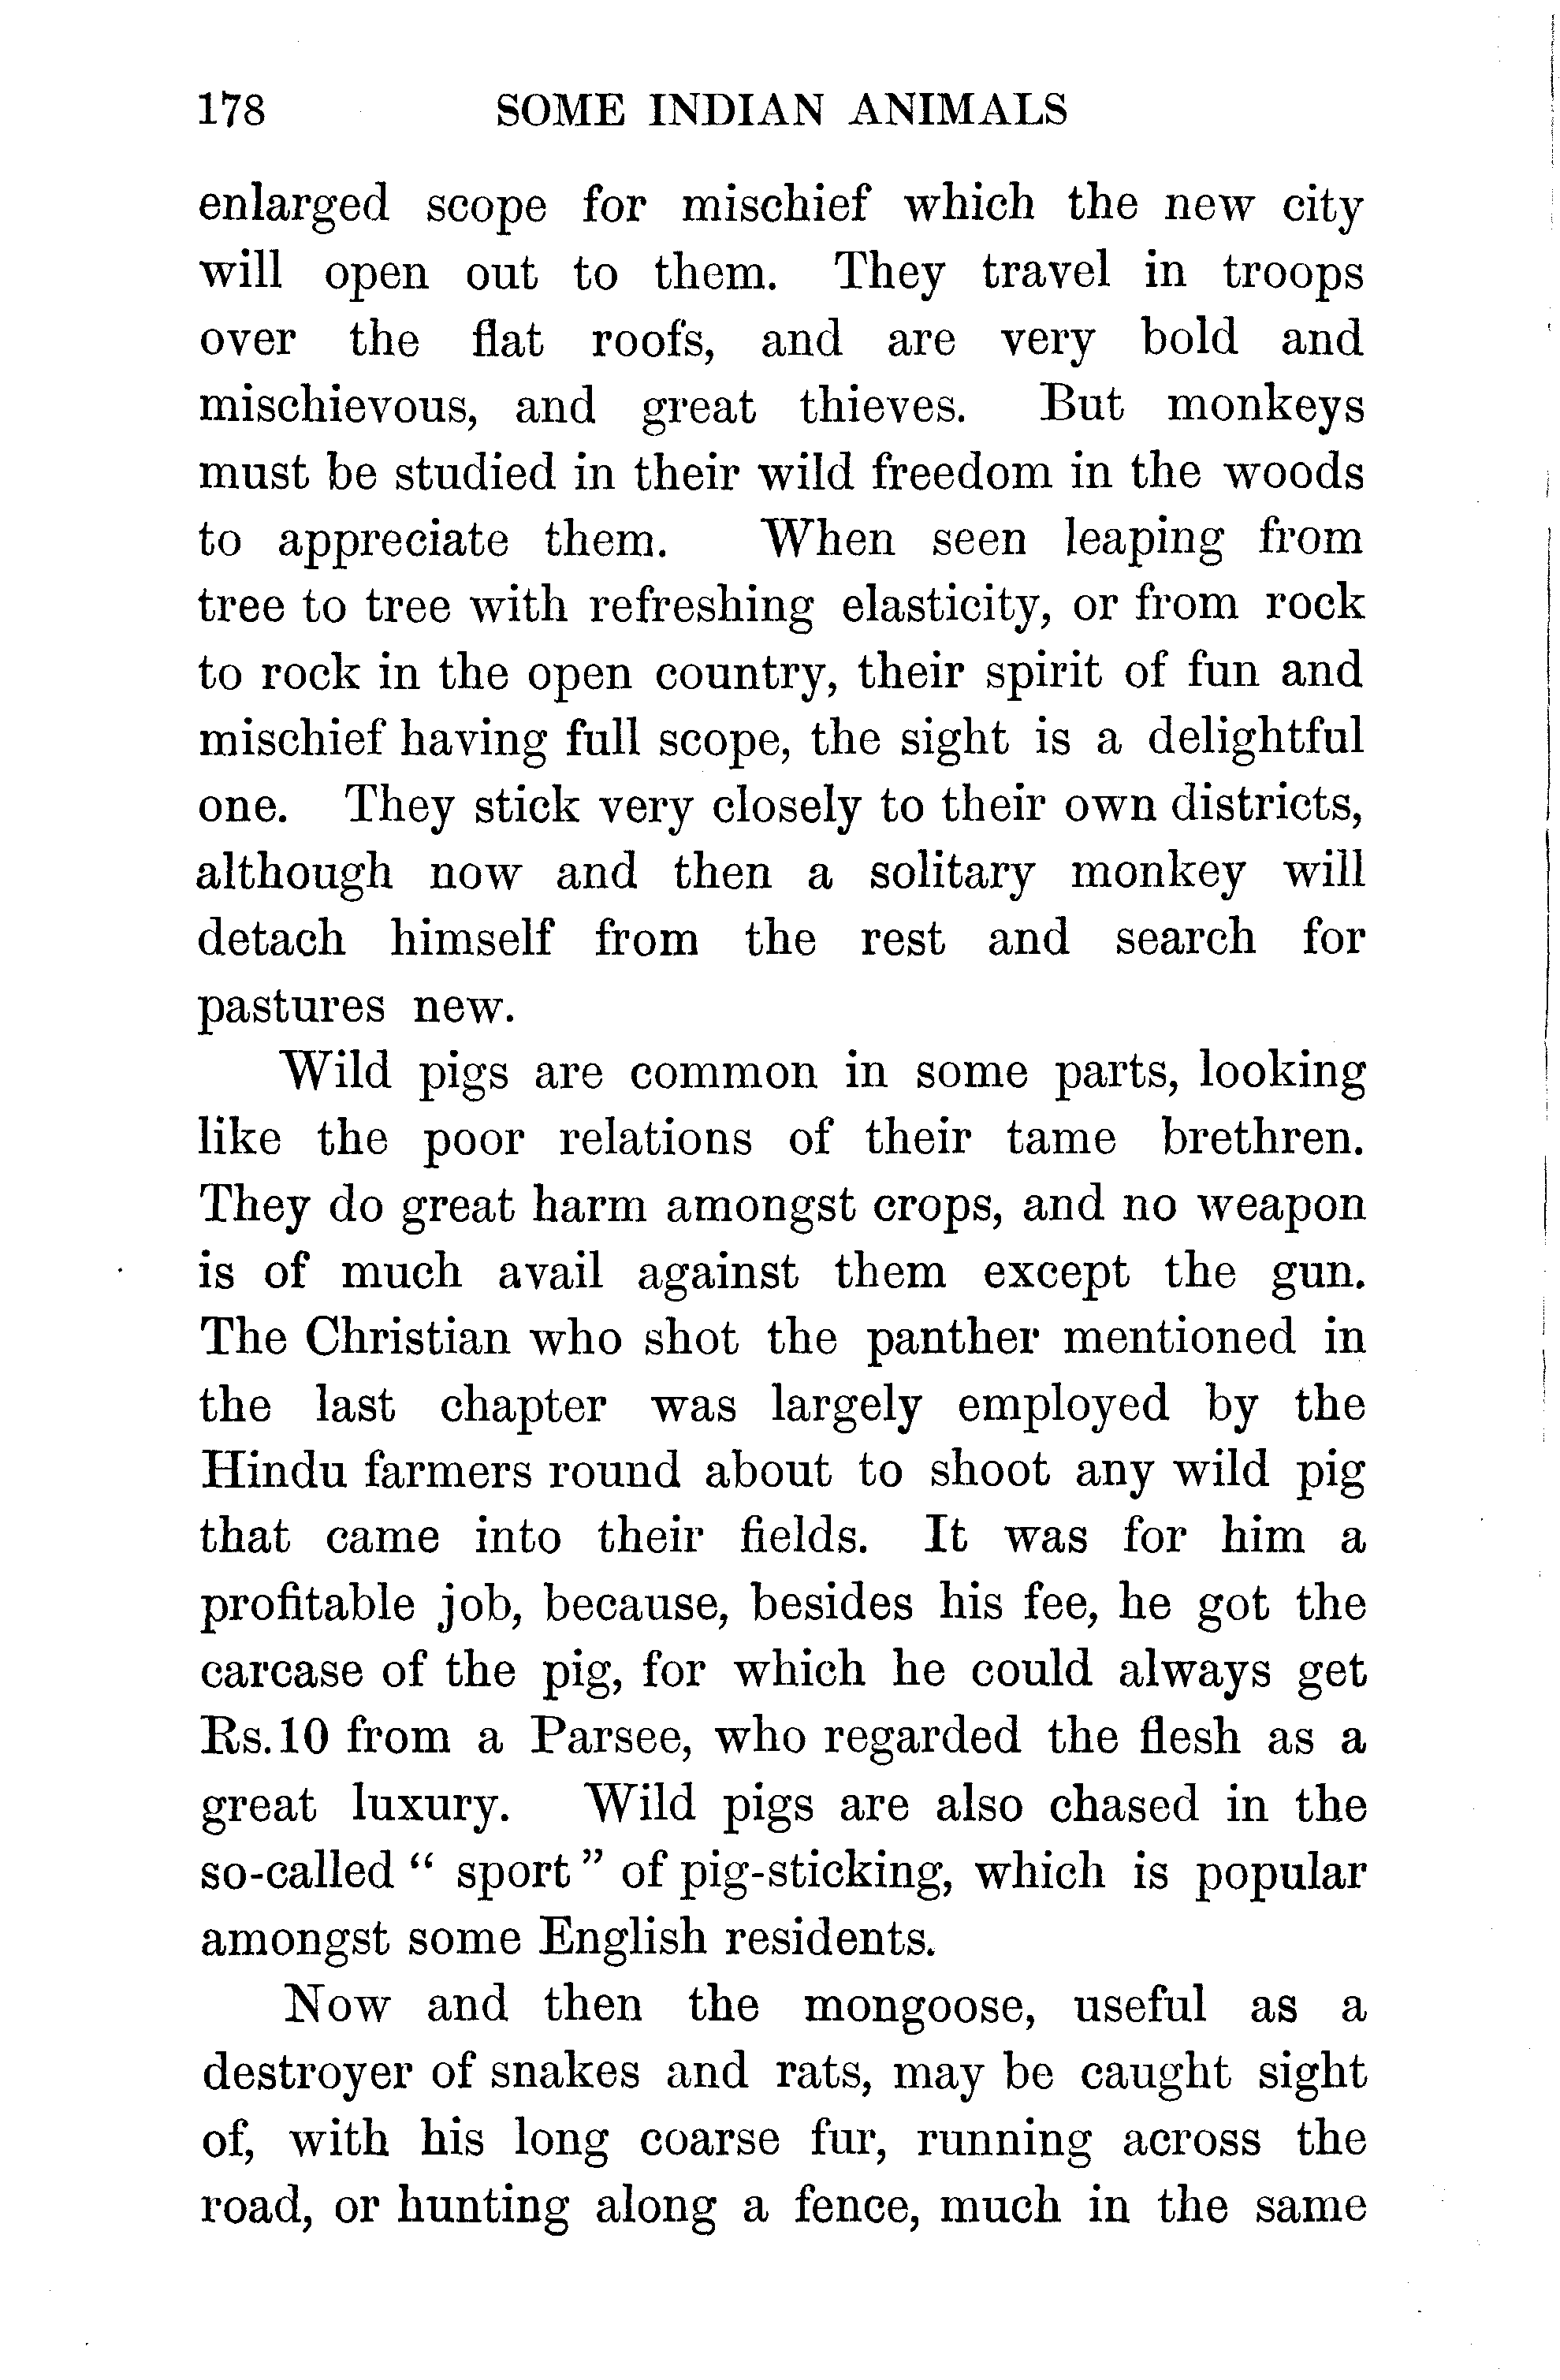 178 SOME INDIAN ANIMALS
enlarged scope for mischief which the new city
will open out to them. They travel in troops
over the flat roofs, and are very bold and
mischievous, and great thieves. But monkeys
must be studied in their wild freedom in the woods
to appreciate them. When seen leaping from
tree to tree with refreshing elasticity, or from rock
to rock in the open country, their spirit of fun and
mischief having full scope, the sight is a delightful
one. They stick very closely to their own districts,
although now and then a solitary monkey will
detach himself from the rest and search for
pastures new.
Wild pigs are common in some parts, looking
like the poor relations of their tame brethren.
They do great harm amongst crops, and no weapon
is of much avail against them except the gun.
The Christian who shot the panther mentioned in
the last chapter was largely employed by the
Hindu farmers round about to shoot any wild pig
that came into their fields. It was for him a
profitable job, because, besides his fee, he got the
carcase of the pig, for which he could always get
Rs.10 from a Parsee, who regarded the flesh as a
great luxury. Wild pigs are also chased in the
so-called “ sport ” of pig-sticking, which is popular
amongst some English residents.
Now and then the mongoose, useful as a
destroyer of snakes and rats, may be caught sight
of, with his long coarse fur, running across the
road, or hunting along a fence, much in the same